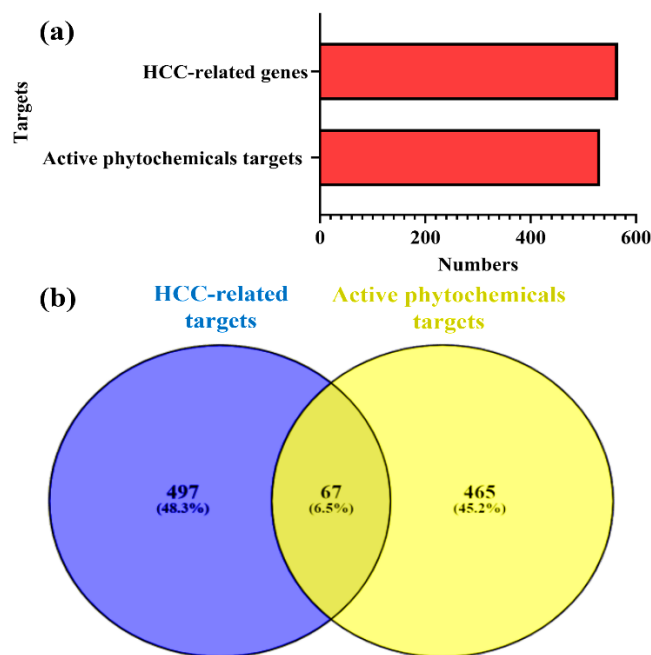 (a)
Targets
HCC-related genes
Active phytochemicals targets
0 200 400 600
Numbers
(b)
HCC-related
targets
Active phytochemicals
targets
497
(48.3%)
67
(6.5%)
465
(45.2%)